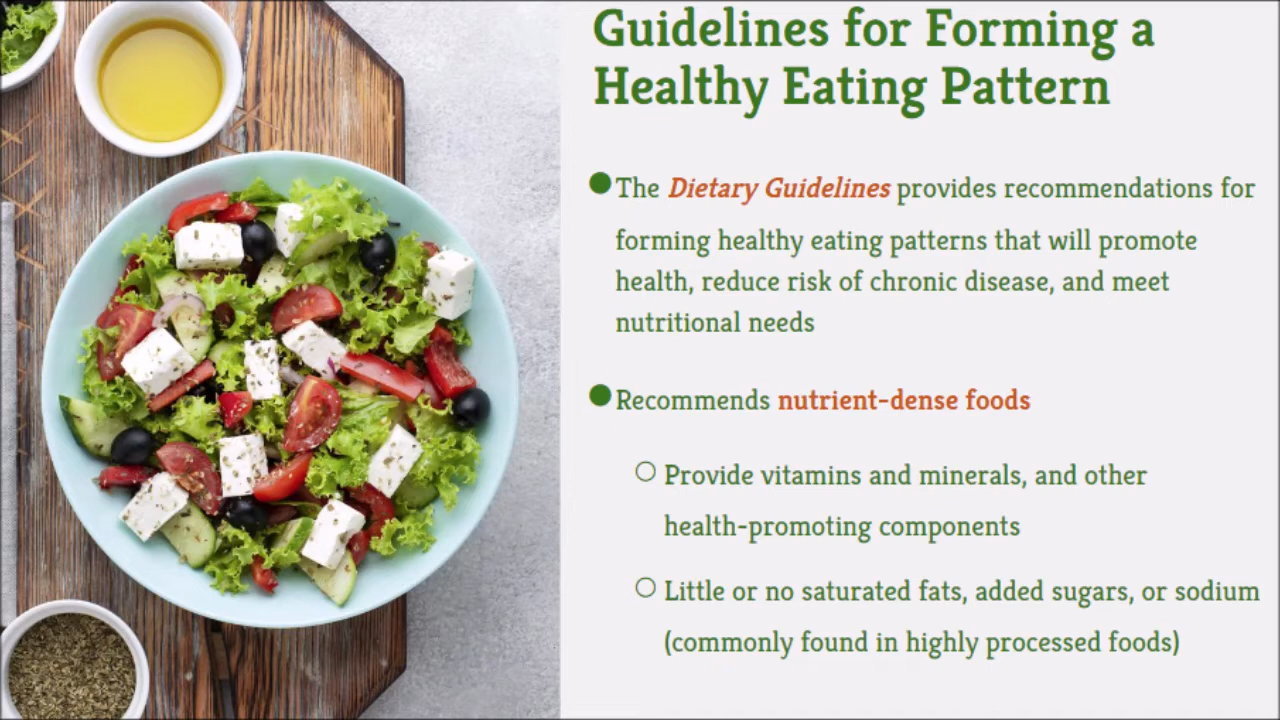 Guidelines for Forming a
Healthy Eating Pattern
The Dietary Guidelines provides recommendations for
forming healthy eating patterns that will promote
health, reduce risk of chronic disease, and meet
nutritional needs
Recommends nutrient-dense foods
Provide vitamins and minerals, and other
health-promoting components
Little or no saturated fats, added sugars, or sodium
(commonly found in highly processed foods)